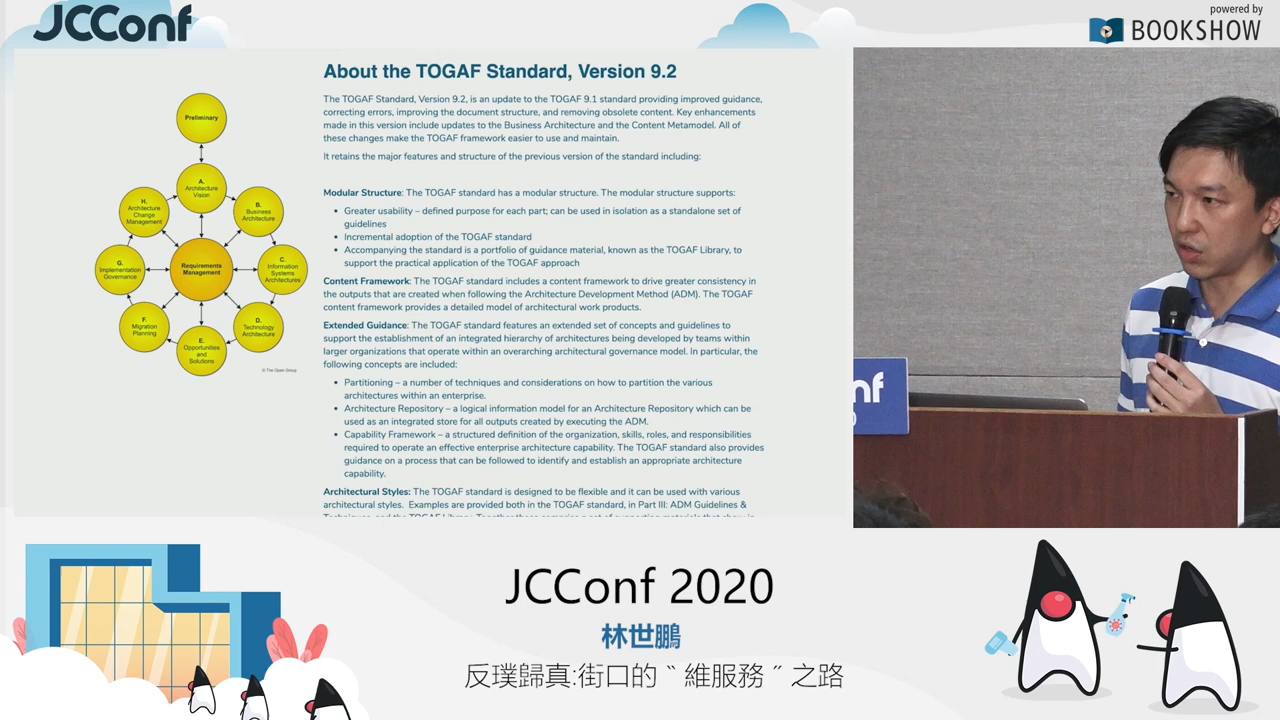 JCConf
powered by
BOOKSHOW
About the TOGAF Standard, Version 9.2
The TOGAF Standard, Version 9.2, is an update to the TOGAF 9.1 standard providing improved guidance,
correcting errors, improving the document structure, and removing obsolete content. Key enhancements
made in this version include updates to the Business Architecture and the Content Metamodel. All of
these changes make the TOGAF framework easier to use and maintain.
It retains the major features and structure of the previous version of the standard including:
Modular Structure: The TOGAF standard has a modular structure. The modular structure supports:
• Greater usability – defined purpose for each part; can be used in isolation as a standalone set of
guidelines
• Incremental adoption of the TOGAF standard
• Accompanying the standard is a portfolio of guidance material, known as the TOGAF Library, to
support the practical application of the TOGAF approach
Content Framework: The TOGAF standard includes a content framework to drive greater consistency in
the outputs that are created when following the Architecture Development Method (ADM). The TOGAF
content framework provides a detailed model of architectural work products.
Extended Guidance: The TOGAF standard features an extended set of concepts and guidelines to
support the establishment of an integrated hierarchy of architectures being developed by teams within
larger organizations that operate within an overarching architectural governance model. In particular, the
following concepts are included:
• Partitioning – a number of techniques and considerations on how to partition the various
architectures within an enterprise.
• Architecture Repository – a logical information model for an Architecture Repository which can be
used as an integrated store for all outputs created by executing the ADM.
• Capability Framework – a structured definition of the organization, skills, roles, and responsibilities
required to operate an effective enterprise architecture capability. The TOGAF standard also provides
guidance on a process that can be followed to identify and establish an appropriate architecture
capability.
Architectural Styles: The TOGAF standard is designed to be flexible and it can be used with various
architectural styles. Examples are provided both in the TOGAF standard, in Part III: ADM Guidelines &
Preliminary
A.
Architecture
Vision
B.
Business
Architecture
C.
Information
Systems
Architectures
D.
Technology
Architecture
E.
Opportunities
and
Solutions
F.
Migration
Planning
G.
Implementation
Governance
H.
Architecture
Change
Management
Requirements
Management
© The Open Group
nf
0
JCConf 2020
林世鵬
反璞歸真:街口的〝維服務〞之路